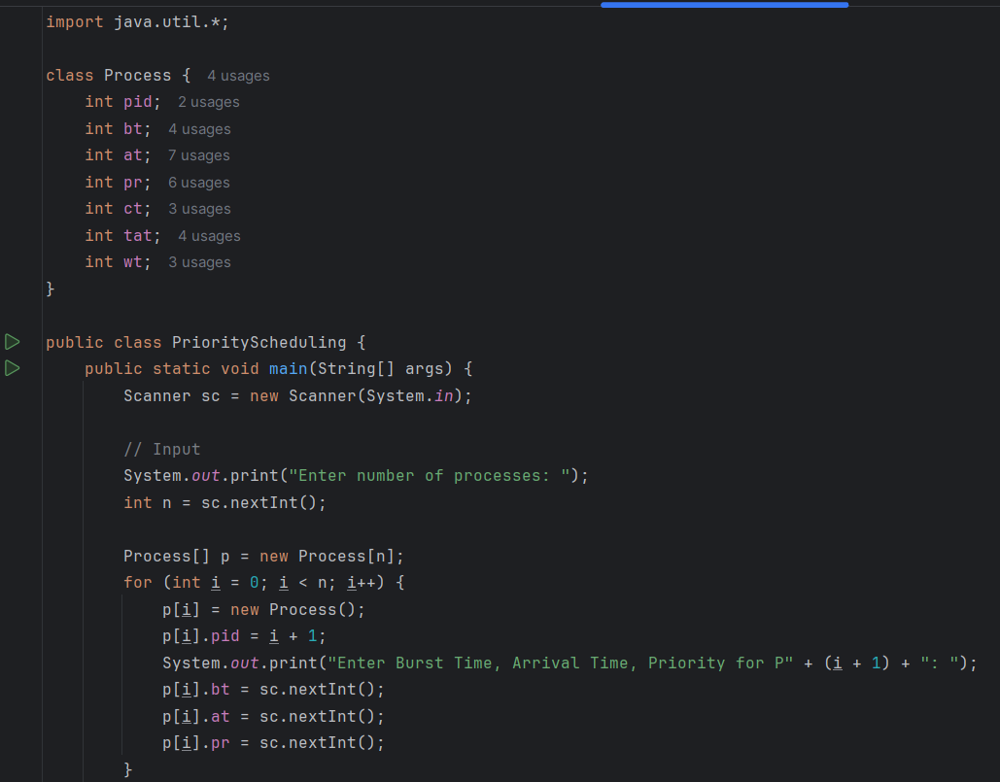 import java.util.*;
class Process { 4 usages
    int pid; 2 usages
    int bt; 4 usages
    int at; 7 usages
    int pr; 6 usages
    int ct; 3 usages
    int tat; 4 usages
    int wt; 3 usages
}
public class PriorityScheduling {
    public static void main(String[] args) {
        Scanner sc = new Scanner(System.in);
        // Input
        System.out.print("Enter number of processes: ");
        int n = sc.nextInt();
        Process[] p = new Process[n];
        for (int i = 0; i < n; i++) {
            p[i] = new Process();
            p[i].pid = i + 1;
            System.out.print("Enter Burst Time, Arrival Time, Priority for P" + (i + 1) + ": ");
            p[i].bt = sc.nextInt();
            p[i].at = sc.nextInt();
            p[i].pr = sc.nextInt();
        }